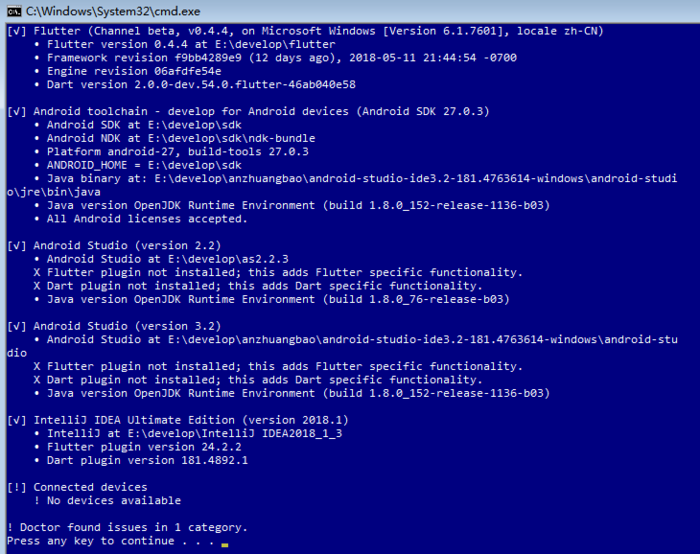 C:\Windows\System32\cmd.exe
[√] Flutter (Channel beta, v0.4.4, on Microsoft Windows [Version 6.1.7601], locale zh-CN)
• Flutter version 0.4.4 at E:\develop\flutter
• Framework revision f9bb4289e9 (12 days ago), 2018-05-11 21:44:54 -0700
• Engine revision 06afdfe54e
• Dart version 2.0.0-dev.54.0.flutter-46ab040e58
[√] Android toolchain - develop for Android devices (Android SDK 27.0.3)
• Android SDK at E:\develop\sdk
• Android NDK at E:\develop\sdk\ndk-bundle
• Platform android-27, build-tools 27.0.3
• ANDROID_HOME = E:\develop\sdk
• Java binary at: E:\develop\anzhuangbao\android-studio-ide3.2-181.4763614-windows\android-studi
o\jre\bin\java
• Java version OpenJDK Runtime Environment (build 1.8.0_152-release-1136-b03)
• All Android licenses accepted.
[√] Android Studio (version 2.2)
• Android Studio at E:\develop\as2.2.3
X Flutter plugin not installed; this adds Flutter specific functionality.
X Dart plugin not installed; this adds Dart specific functionality.
• Java version OpenJDK Runtime Environment (build 1.8.0_76-release-b03)
[√] Android Studio (version 3.2)
• Android Studio at E:\develop\anzhuangbao\android-studio-ide3.2-181.4763614-windows\android-stu
dio
X Flutter plugin not installed; this adds Flutter specific functionality.
X Dart plugin not installed; this adds Dart specific functionality.
• Java version OpenJDK Runtime Environment (build 1.8.0_152-release-1136-b03)
[√] IntelliJ IDEA Ultimate Edition (version 2018.1)
• IntelliJ at E:\develop\IntelliJ IDEA2018_1_3
• Flutter plugin version 24.2.2
• Dart plugin version 181.4892.1
[!] Connected devices
! No devices available
! Doctor found issues in 1 category.
Press any key to continue . . .